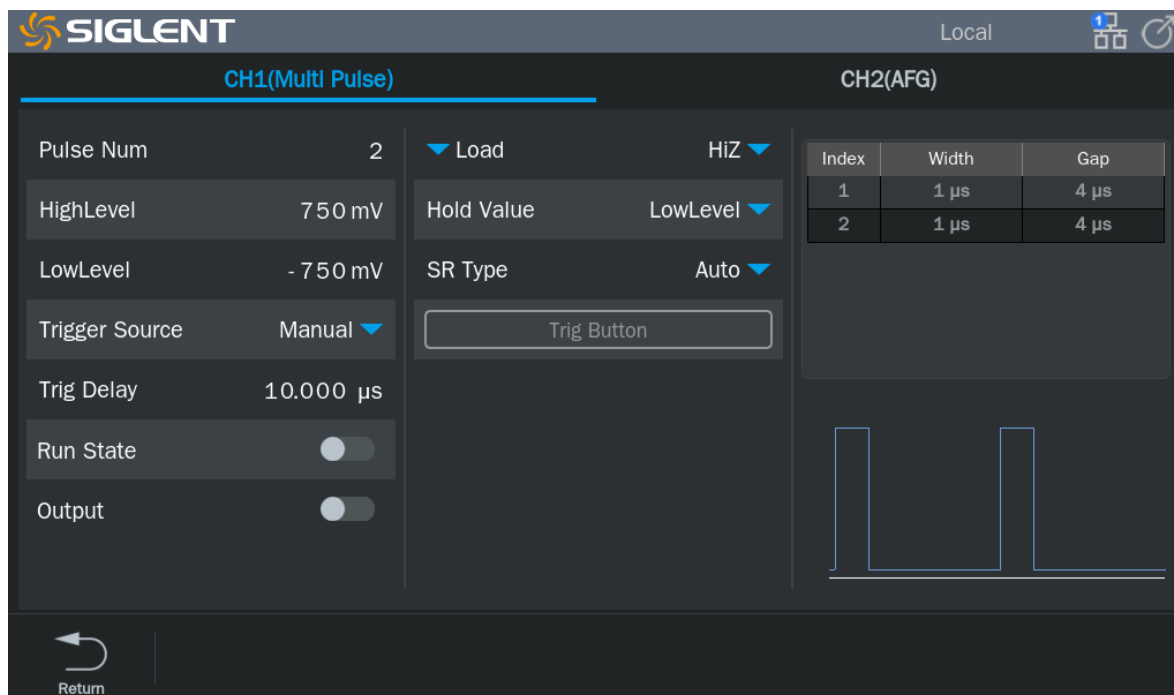 SIGLENT
Local
1
CH1(Multi Pulse)
CH2(AFG)
Pulse Num 2
HighLevel 750 mV
LowLevel -750 mV
Trigger Source Manual
Trig Delay 10.000 µs
Run State
Output
Load HiZ
Hold Value LowLevel
SR Type Auto
Trig Button
Index Width Gap
1 1 µs 4 µs
2 1 µs 4 µs
Return